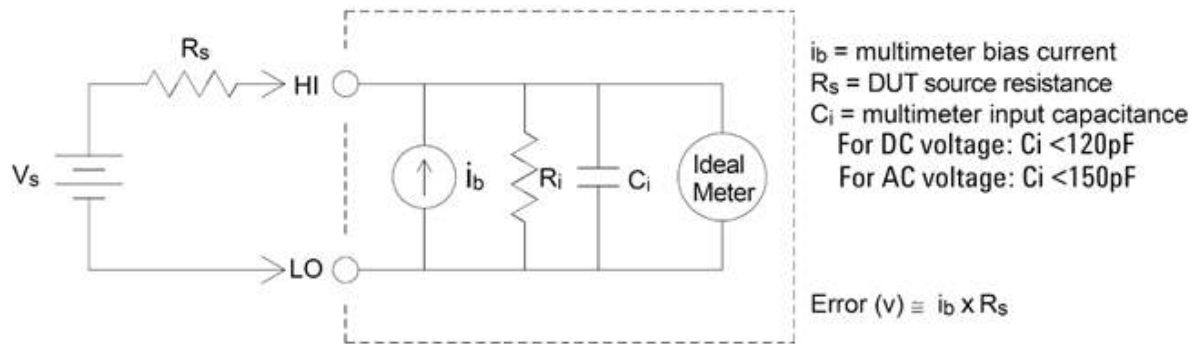 Rs
HI
Vs
ib
Ri
Ci
Ideal
Meter
LO
ib = multimeter bias current
Rs = DUT source resistance
Ci = multimeter input capacitance
For DC voltage: Ci <120pF
For AC voltage: Ci <150pF
Error (v) ≅ ib x Rs